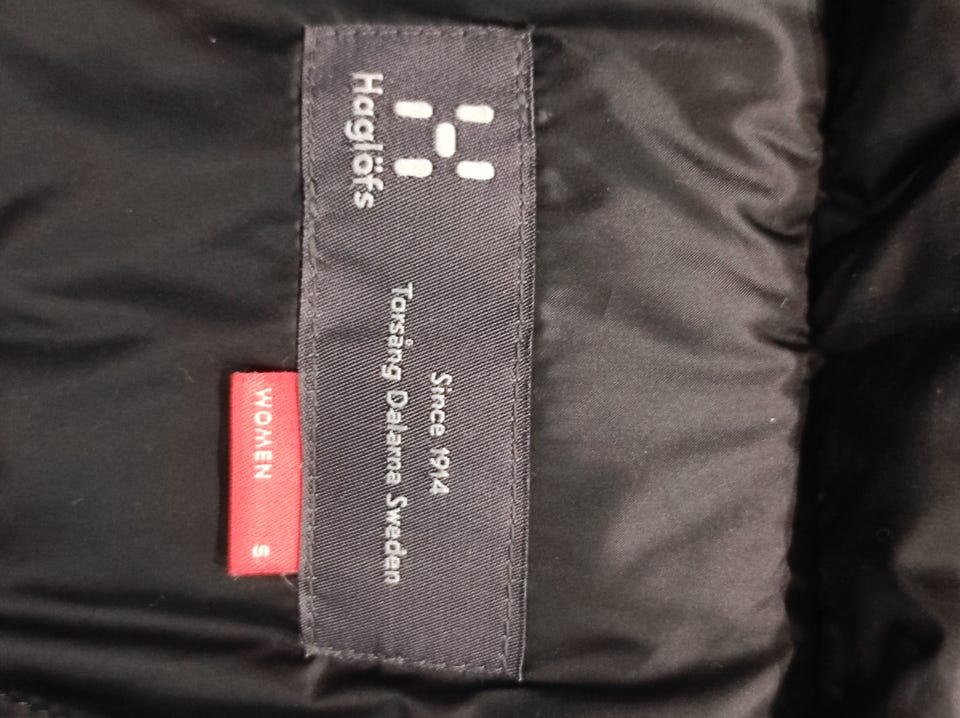 Haglöfs
Since 1914
Torsång Dalarna Sweden
WOMEN S